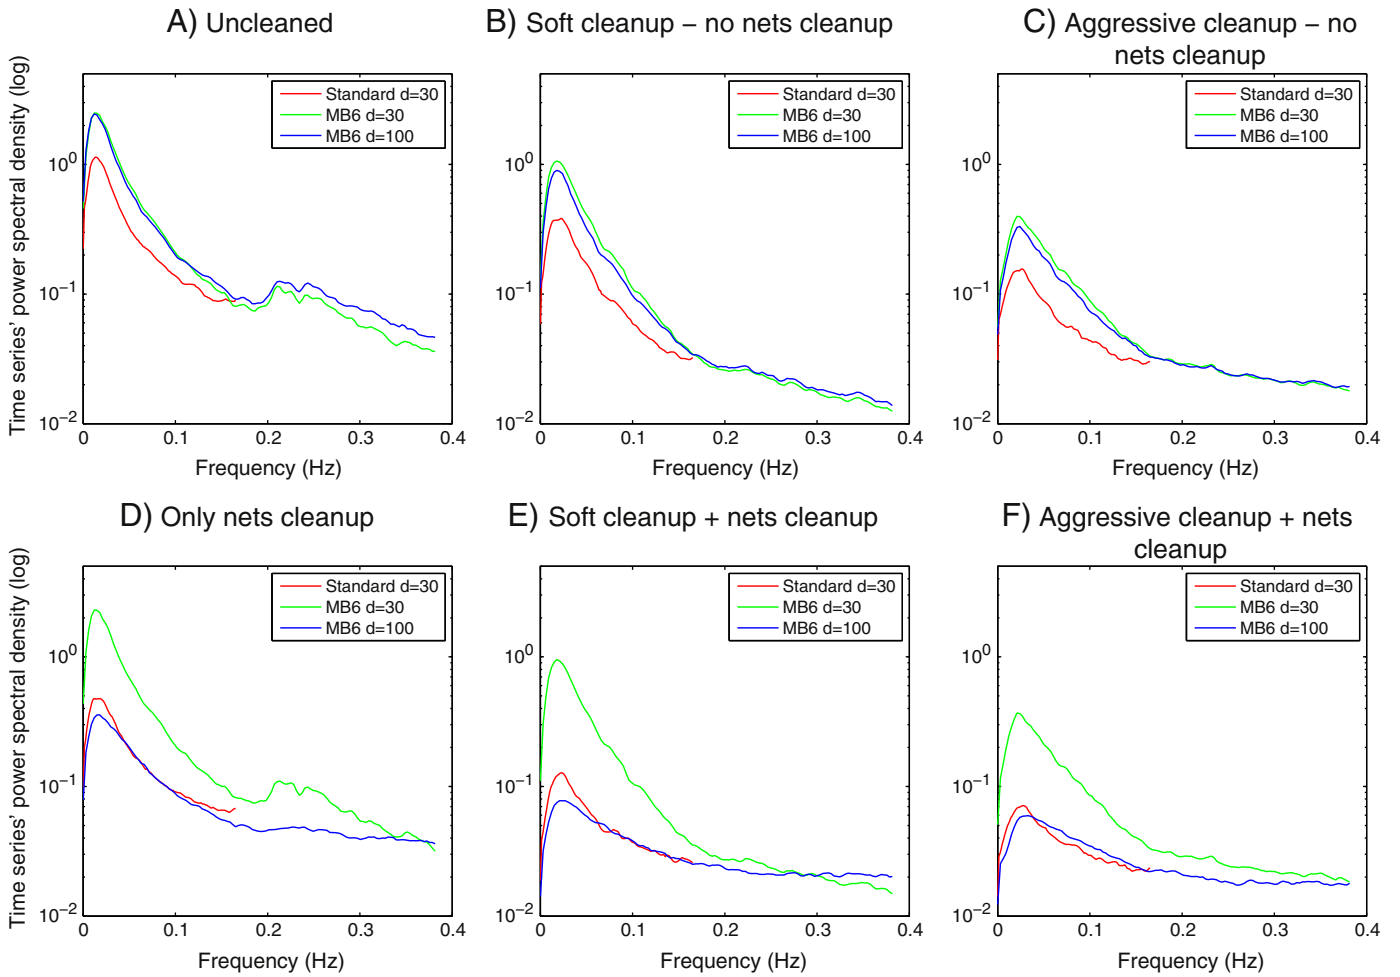 A) Uncleaned
B) Soft cleanup – no nets cleanup
C) Aggressive cleanup – no
nets cleanup
Time series' power spectral density (log)
Standard d=30
MB6 d=30
MB6 d=100
10^0
10^-1
10^-2
0 0.1 0.2 0.3 0.4
Frequency (Hz)
Standard d=30
MB6 d=30
MB6 d=100
10^0
10^-1
10^-2
0 0.1 0.2 0.3 0.4
Frequency (Hz)
Standard d=30
MB6 d=30
MB6 d=100
10^0
10^-1
10^-2
0 0.1 0.2 0.3 0.4
Frequency (Hz)
D) Only nets cleanup
E) Soft cleanup + nets cleanup
F) Aggressive cleanup + nets
cleanup
Time series' power spectral density (log)
Standard d=30
MB6 d=30
MB6 d=100
10^0
10^-1
10^-2
0 0.1 0.2 0.3 0.4
Frequency (Hz)
Standard d=30
MB6 d=30
MB6 d=100
10^0
10^-1
10^-2
0 0.1 0.2 0.3 0.4
Frequency (Hz)
Standard d=30
MB6 d=30
MB6 d=100
10^0
10^-1
10^-2
0 0.1 0.2 0.3 0.4
Frequency (Hz)